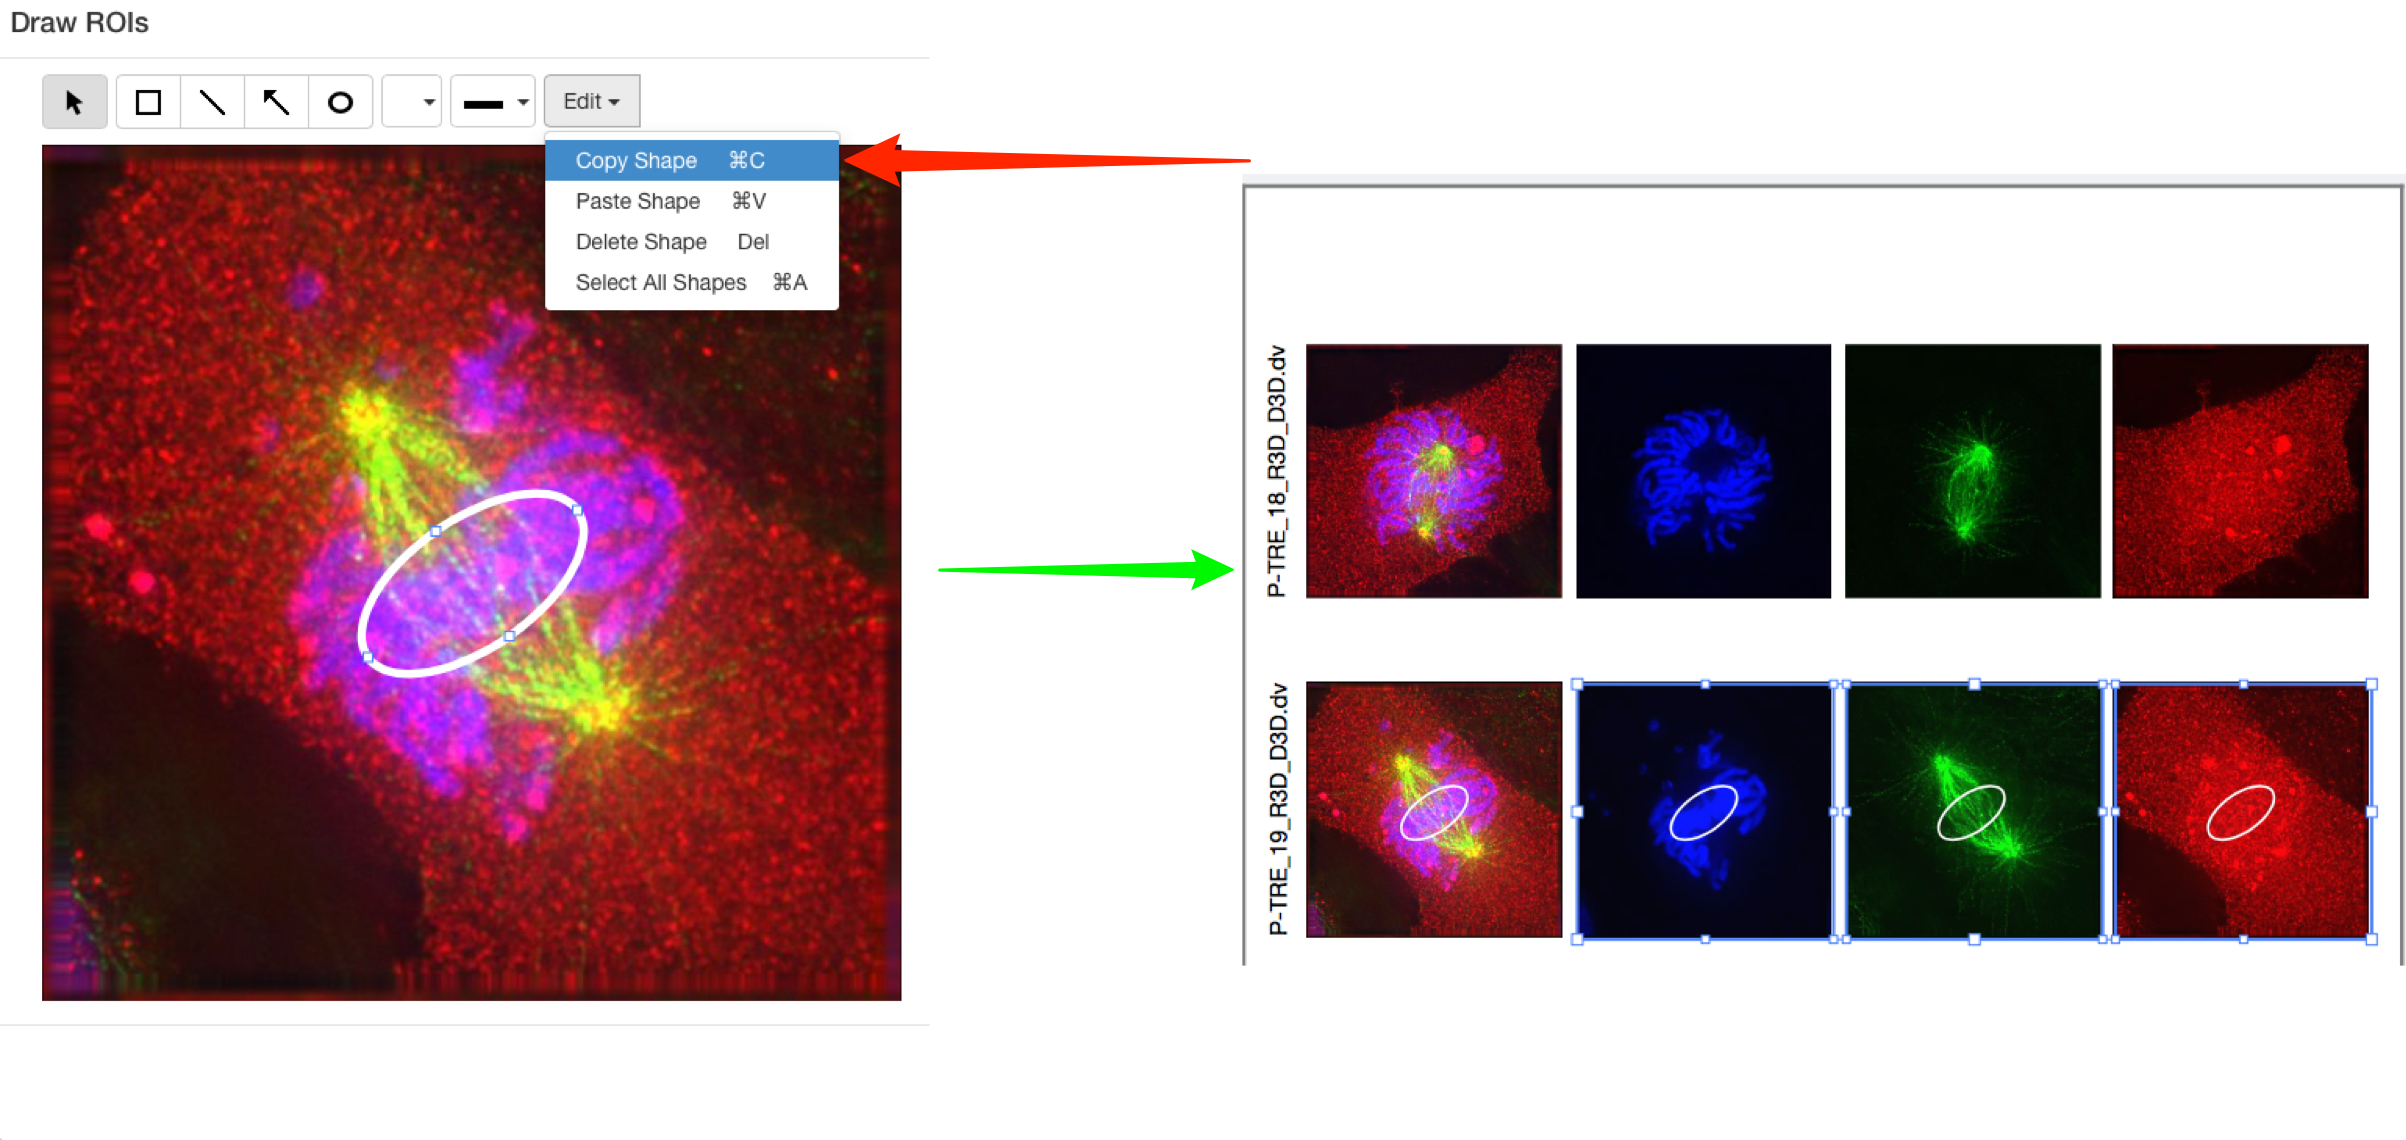 Draw ROIs
Edit
Copy Shape ⌘C
Paste Shape ⌘V
Delete Shape Del
Select All Shapes ⌘A
P-TRE_18_R3D_D3D.dv
P-TRE_19_R3D_D3D.dv